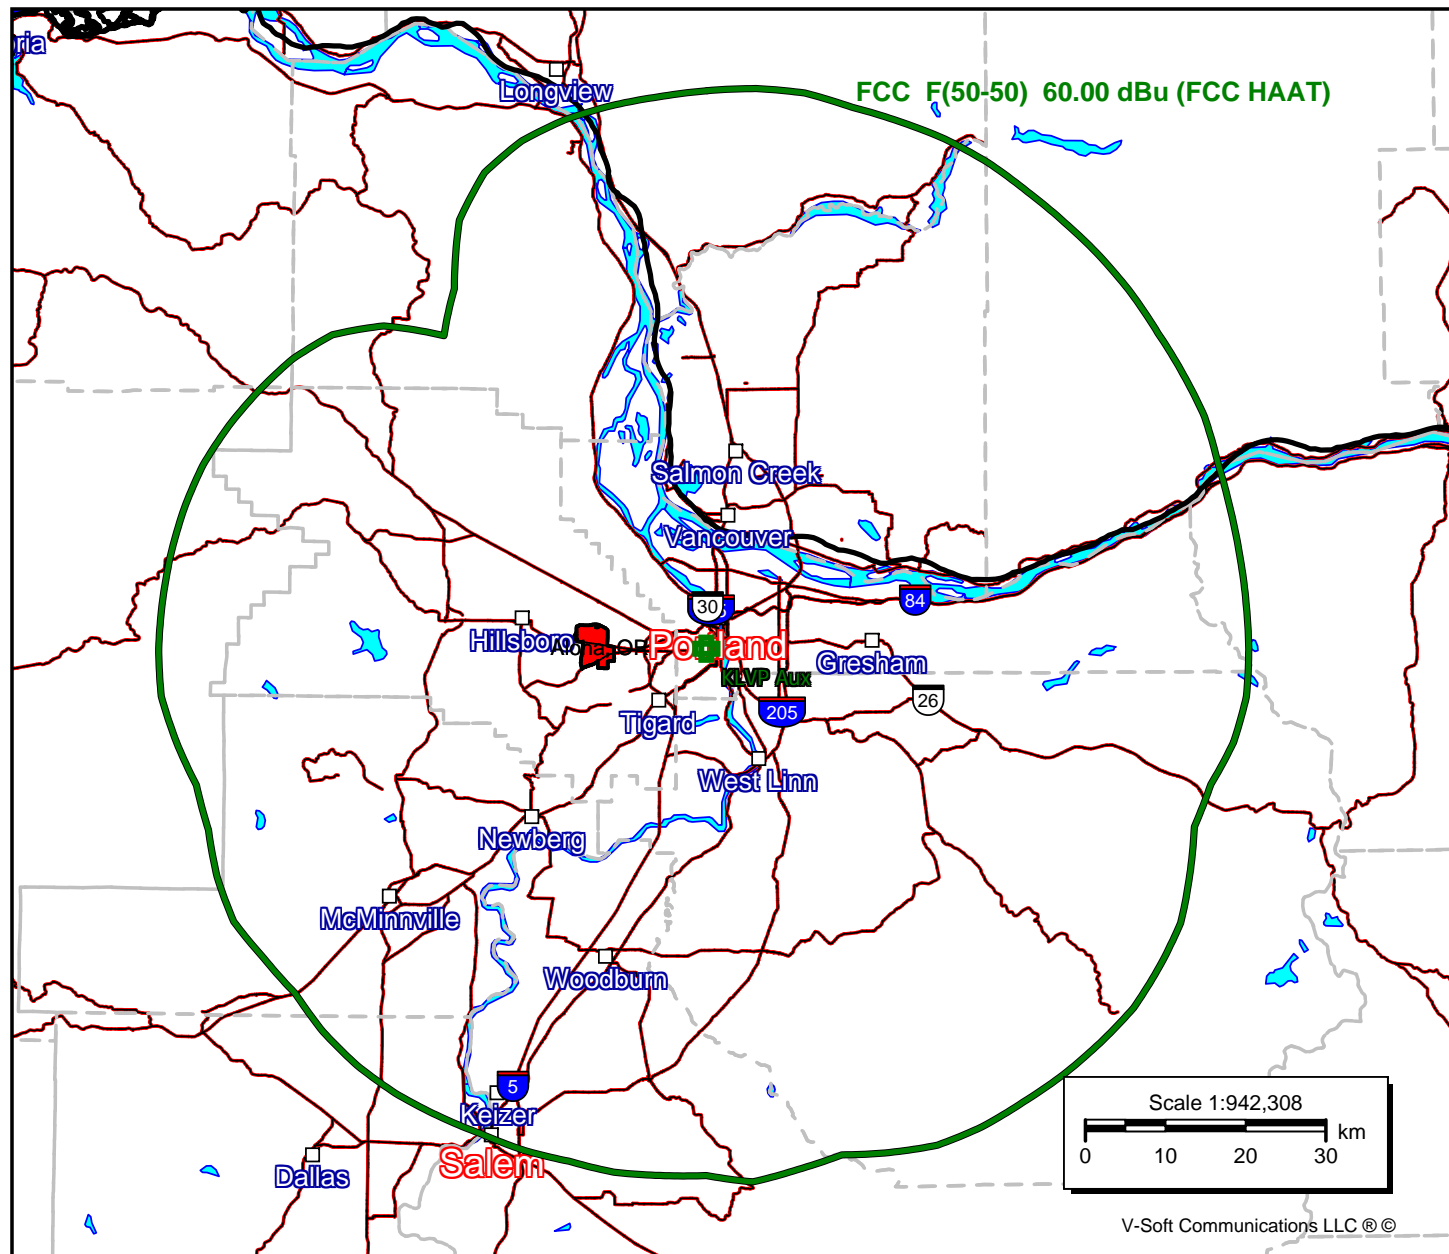 ria
Longview
FCC F(50-50) 60.00 dBu (FCC HAAT)
Salmon Creek
Vancouver
30
84
Hillsboro
Aloha, OR
Portland
Gresham
KLVP Aux
26
205
Tigard
West Linn
Newberg
McMinnville
Woodburn
5
Keizer
Salem
Dallas
Scale 1:942,308
km
0 10 20 30
V-Soft Communications LLC ® ©